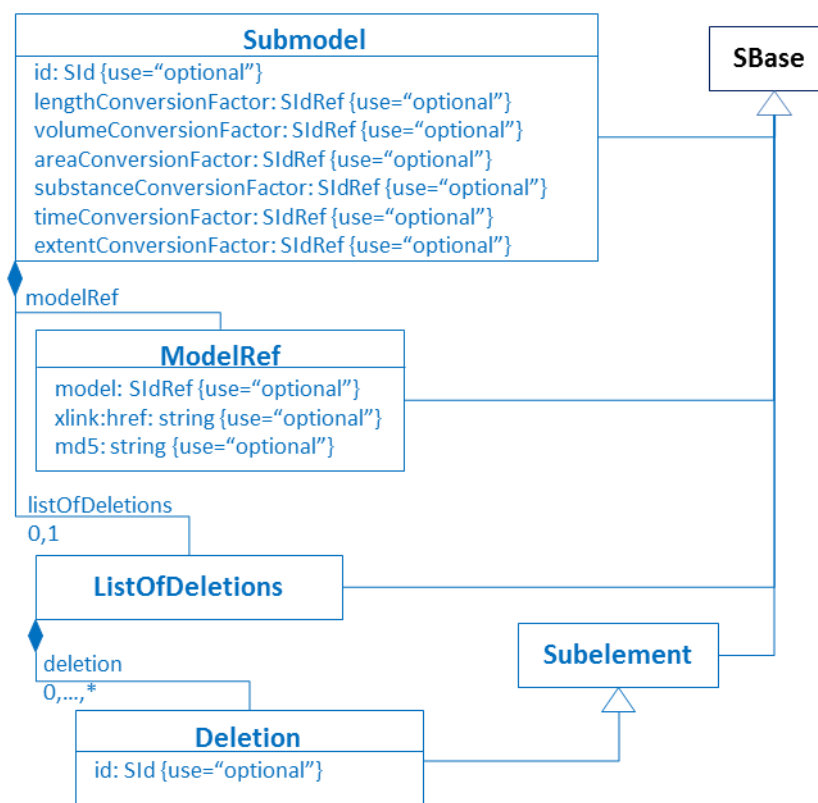 Submodel
id: SId {use=“optional”}
lengthConversionFactor: SIdRef {use=“optional”}
volumeConversionFactor: SIdRef {use=“optional”}
areaConversionFactor: SIdRef {use=“optional”}
substanceConversionFactor: SIdRef {use=“optional”}
timeConversionFactor: SIdRef {use=“optional”}
extentConversionFactor: SIdRef {use=“optional”}
SBase
modelRef
ModelRef
model: SIdRef {use=“optional”}
xlink:href: string {use=“optional”}
md5: string {use=“optional”}
listOfDeletions
0,1
ListOfDeletions
Subelement
deletion
0,...,*
Deletion
id: SId {use=“optional”}